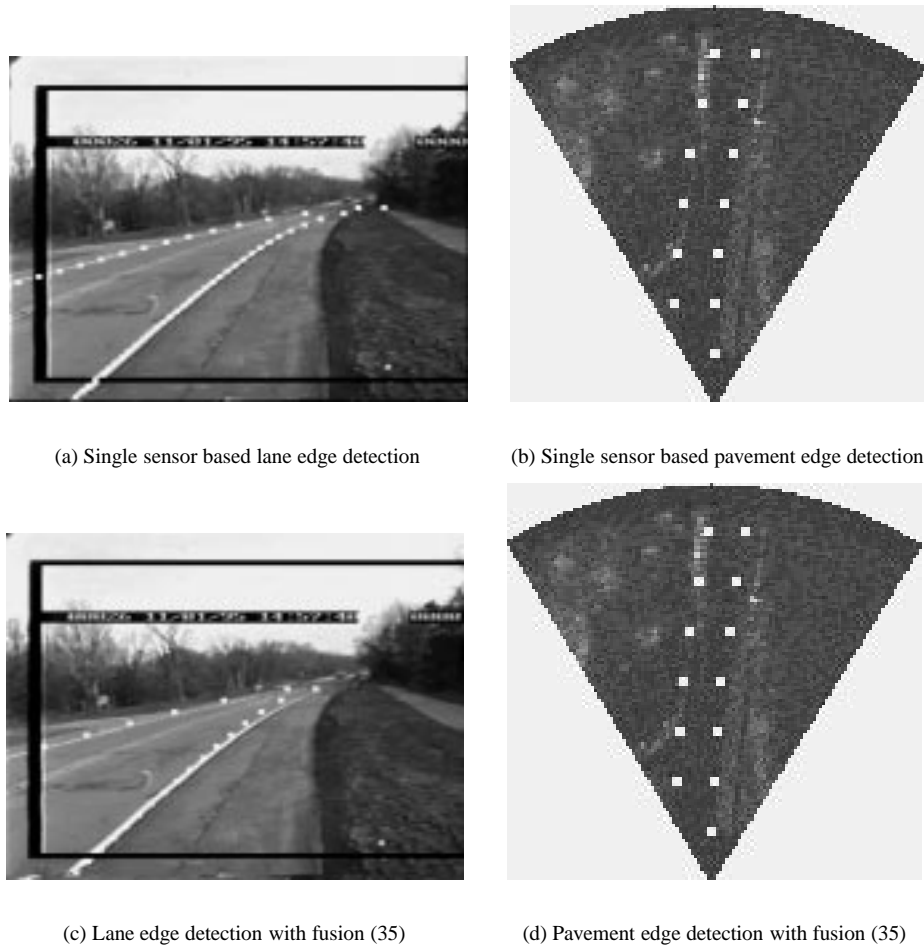 (a) Single sensor based lane edge detection
(b) Single sensor based pavement edge detection
(c) Lane edge detection with fusion (35)
(d) Pavement edge detection with fusion (35)